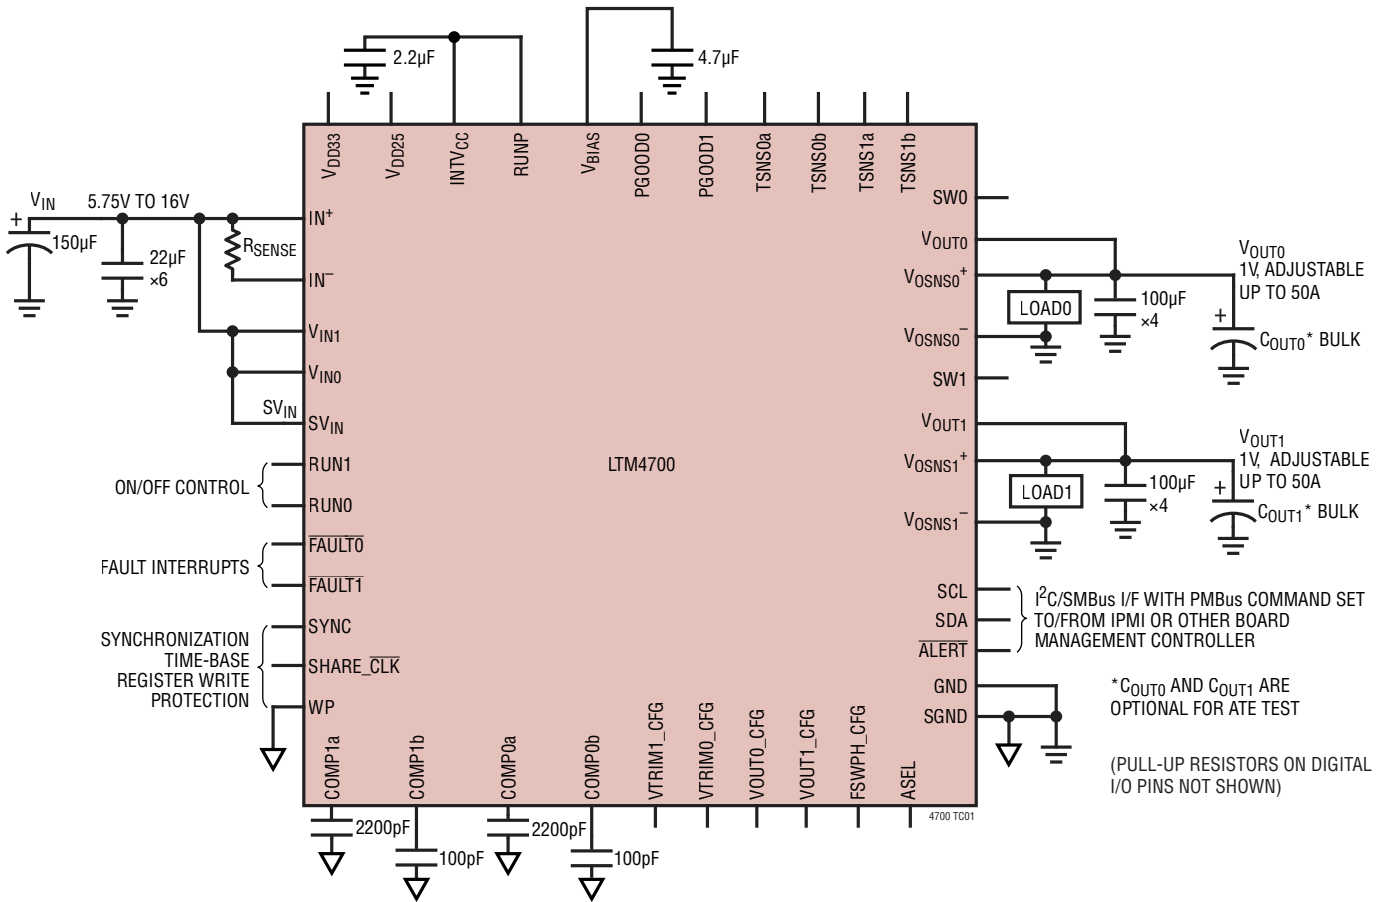 2.2µF
4.7µF
VDD33
VDD25
INTVCC
RUNP
VBIAS
PGOOD0
PGOOD1
TSNS0a
TSNS0b
TSNS1a
TSNS1b
VIN
5.75V TO 16V
+
150µF
22µF
×6
RSENSE
IN+
IN–
VIN1
VIN0
SVIN
SVIN
ON/OFF CONTROL
RUN1
RUN0
FAULT INTERRUPTS
FAULT0
FAULT1
SYNCHRONIZATION
TIME-BASE
REGISTER WRITE
PROTECTION
SYNC
SHARE_CLK
WP
LTM4700
SW0
VOUT0
VOSNS0+
VOSNS0–
SW1
VOUT1
VOSNS1+
VOSNS1–
SCL
SDA
ALERT
GND
SGND
LOAD0
100µF
×4
VOUT0
1V, ADJUSTABLE
UP TO 50A
+
COUT0* BULK
LOAD1
100µF
×4
VOUT1
1V, ADJUSTABLE
UP TO 50A
+
COUT1* BULK
I2C/SMBus I/F WITH PMBus COMMAND SET
TO/FROM IPMI OR OTHER BOARD
MANAGEMENT CONTROLLER
*COUT0 AND COUT1 ARE
OPTIONAL FOR ATE TEST
(PULL-UP RESISTORS ON DIGITAL
I/O PINS NOT SHOWN)
COMP1a
COMP1b
COMP0a
COMP0b
VTRIM1_CFG
VTRIM0_CFG
VOUT0_CFG
VOUT1_CFG
FSWPH_CFG
ASEL
4700 TC01
2200pF
100pF
2200pF
100pF